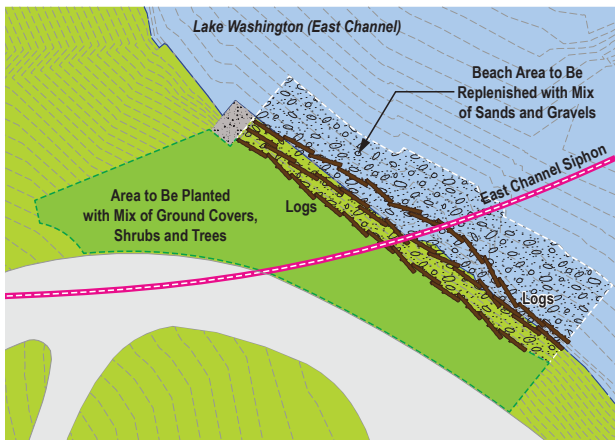 Lake Washington (East Channel)
Beach Area to Be
Replenished with Mix
of Sands and Gravels
East Channel Siphon
Area to Be Planted
with Mix of Ground Covers,
Shrubs and Trees
Logs
Logs